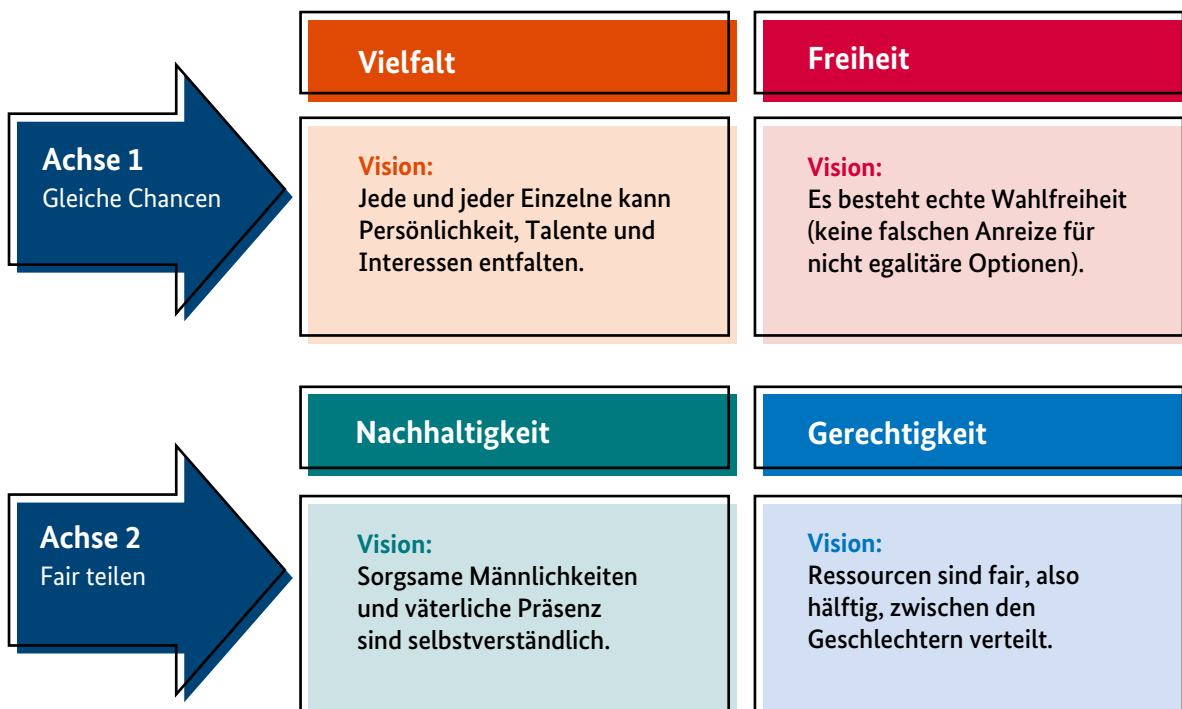 Vielfalt
Freiheit
Achse 1
Gleiche Chancen
Vision:
Jede und jeder Einzelne kann
Persönlichkeit, Talente und
Interessen entfalten.
Vision:
Es besteht echte Wahlfreiheit
(keine falschen Anreize für
nicht egalitäre Optionen).
Nachhaltigkeit
Gerechtigkeit
Achse 2
Fair teilen
Vision:
Sorgsame Männlichkeiten
und väterliche Präsenz
sind selbstverständlich.
Vision:
Ressourcen sind fair, also
hälftig, zwischen den
Geschlechtern verteilt.